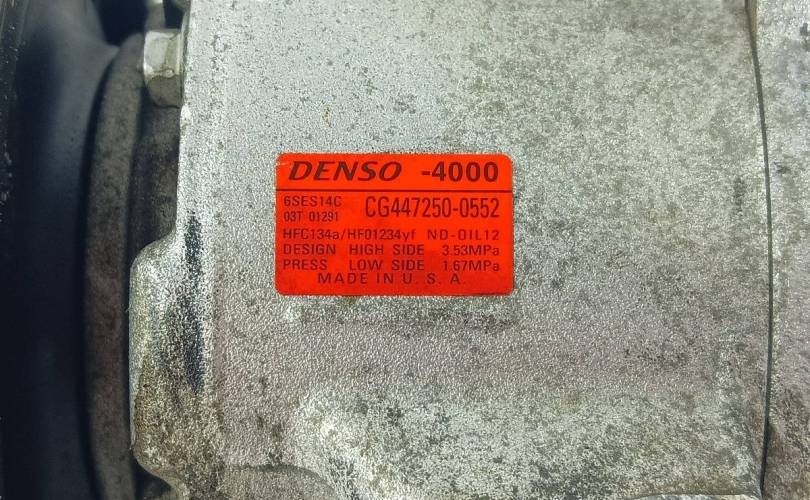 DENSO -4000
6SES14C
03T 01291 CG447250-0552
HFC134a/HFO1234yf ND-OIL12
DESIGN HIGH SIDE 3.53MPa
PRESS LOW SIDE 1.67MPa
MADE IN U. S. A.